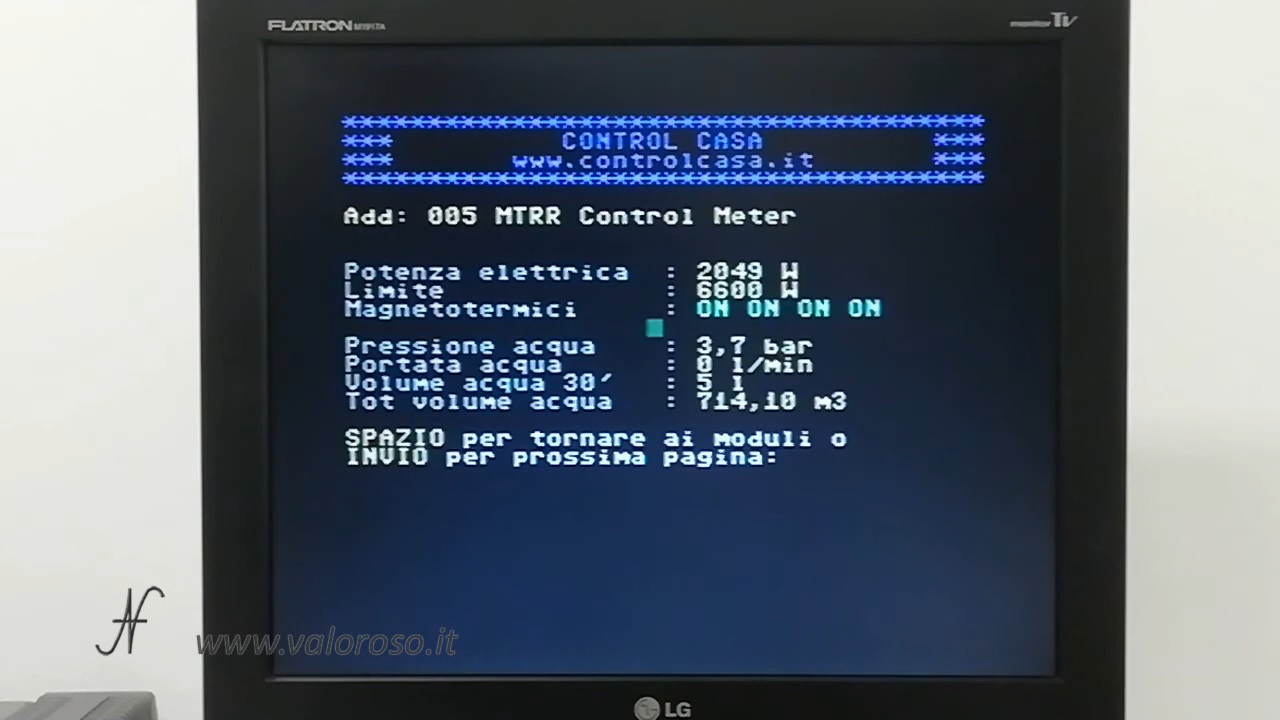 FLATRON M1917A
monitor TV
****************************************
*** CONTROL CASA ***
*** www.controlcasa.it ***
****************************************
Add: 005 MTRR Control Meter
Potenza elettrica : 2049 W
Limite : 6600 W
Magnetotermici : ON ON ON ON
Pressione acqua : 3,7 bar
Portata acqua : 0 l/min
Volume acqua 30' : 5 l
Tot volume acqua : 714,10 m3
SPAZIO per tornare ai moduli o
INVIO per prossima pagina:
www.valoroso.it
LG